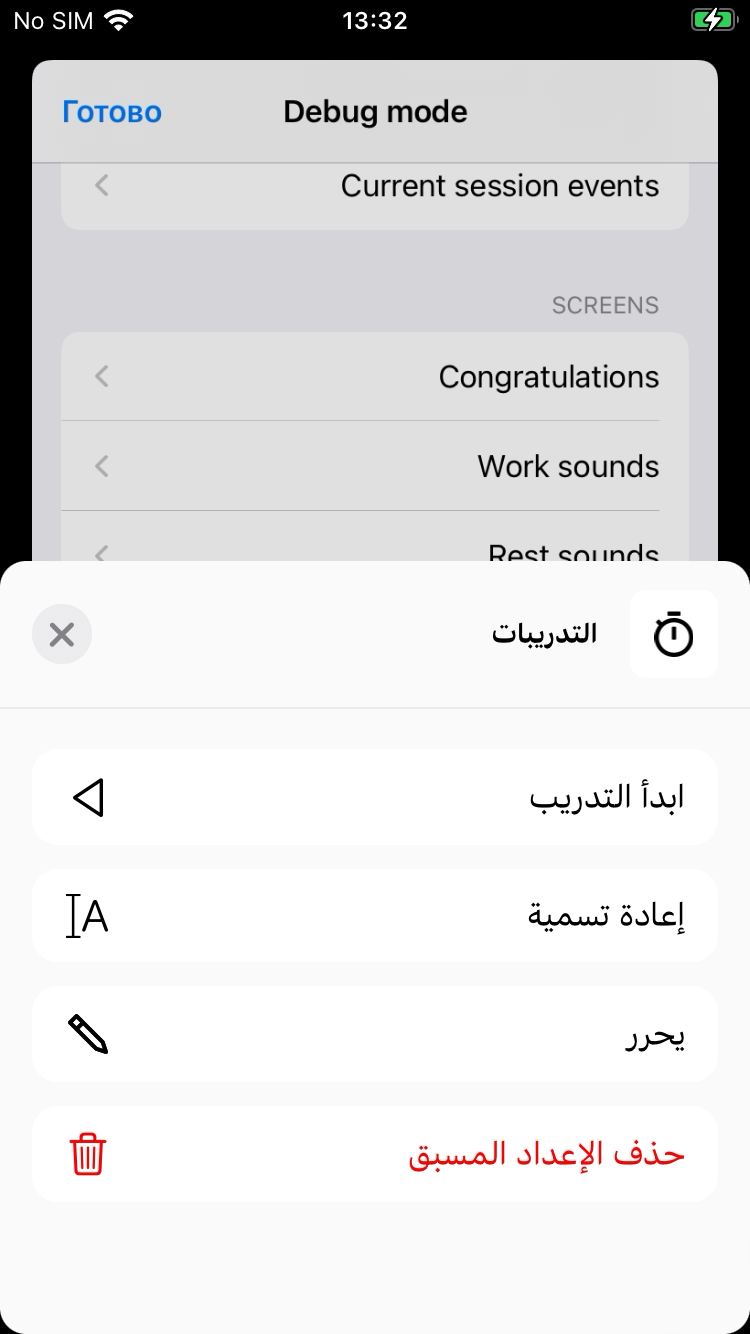 No SIM 13:32
Готово Debug mode
Current session events
SCREENS
Congratulations
Work sounds
Rest sounds
التدريبات
ابدأ التدريب
إعادة تسمية
يحرر
حذف الإعداد المسبق